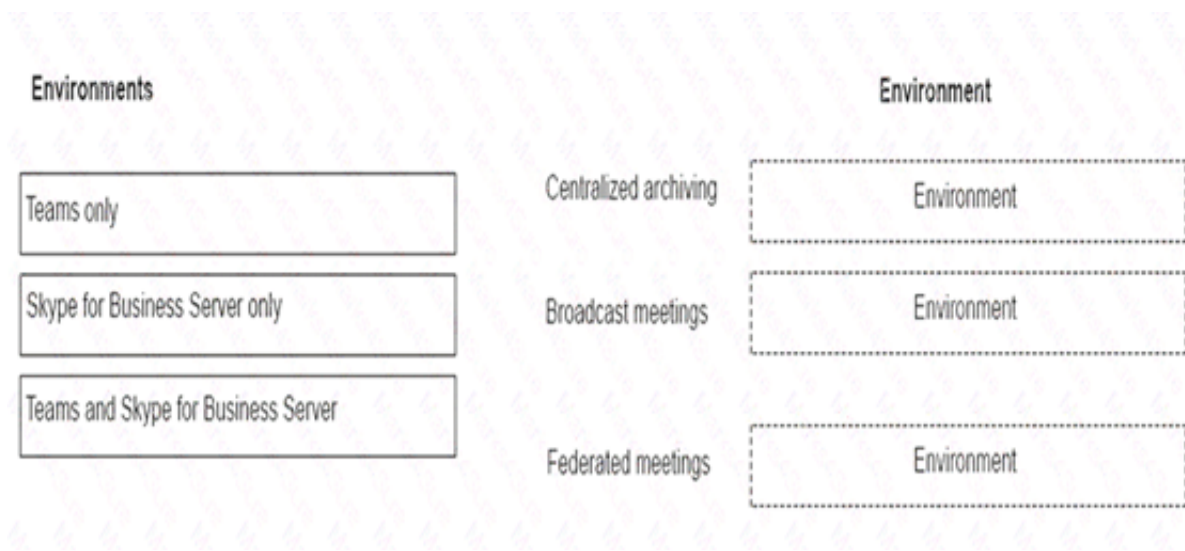 Environments
Environment
Teams only
Skype for Business Server only
Teams and Skype for Business Server
Centralized archiving
Environment
Broadcast meetings
Environment
Federated meetings
Environment